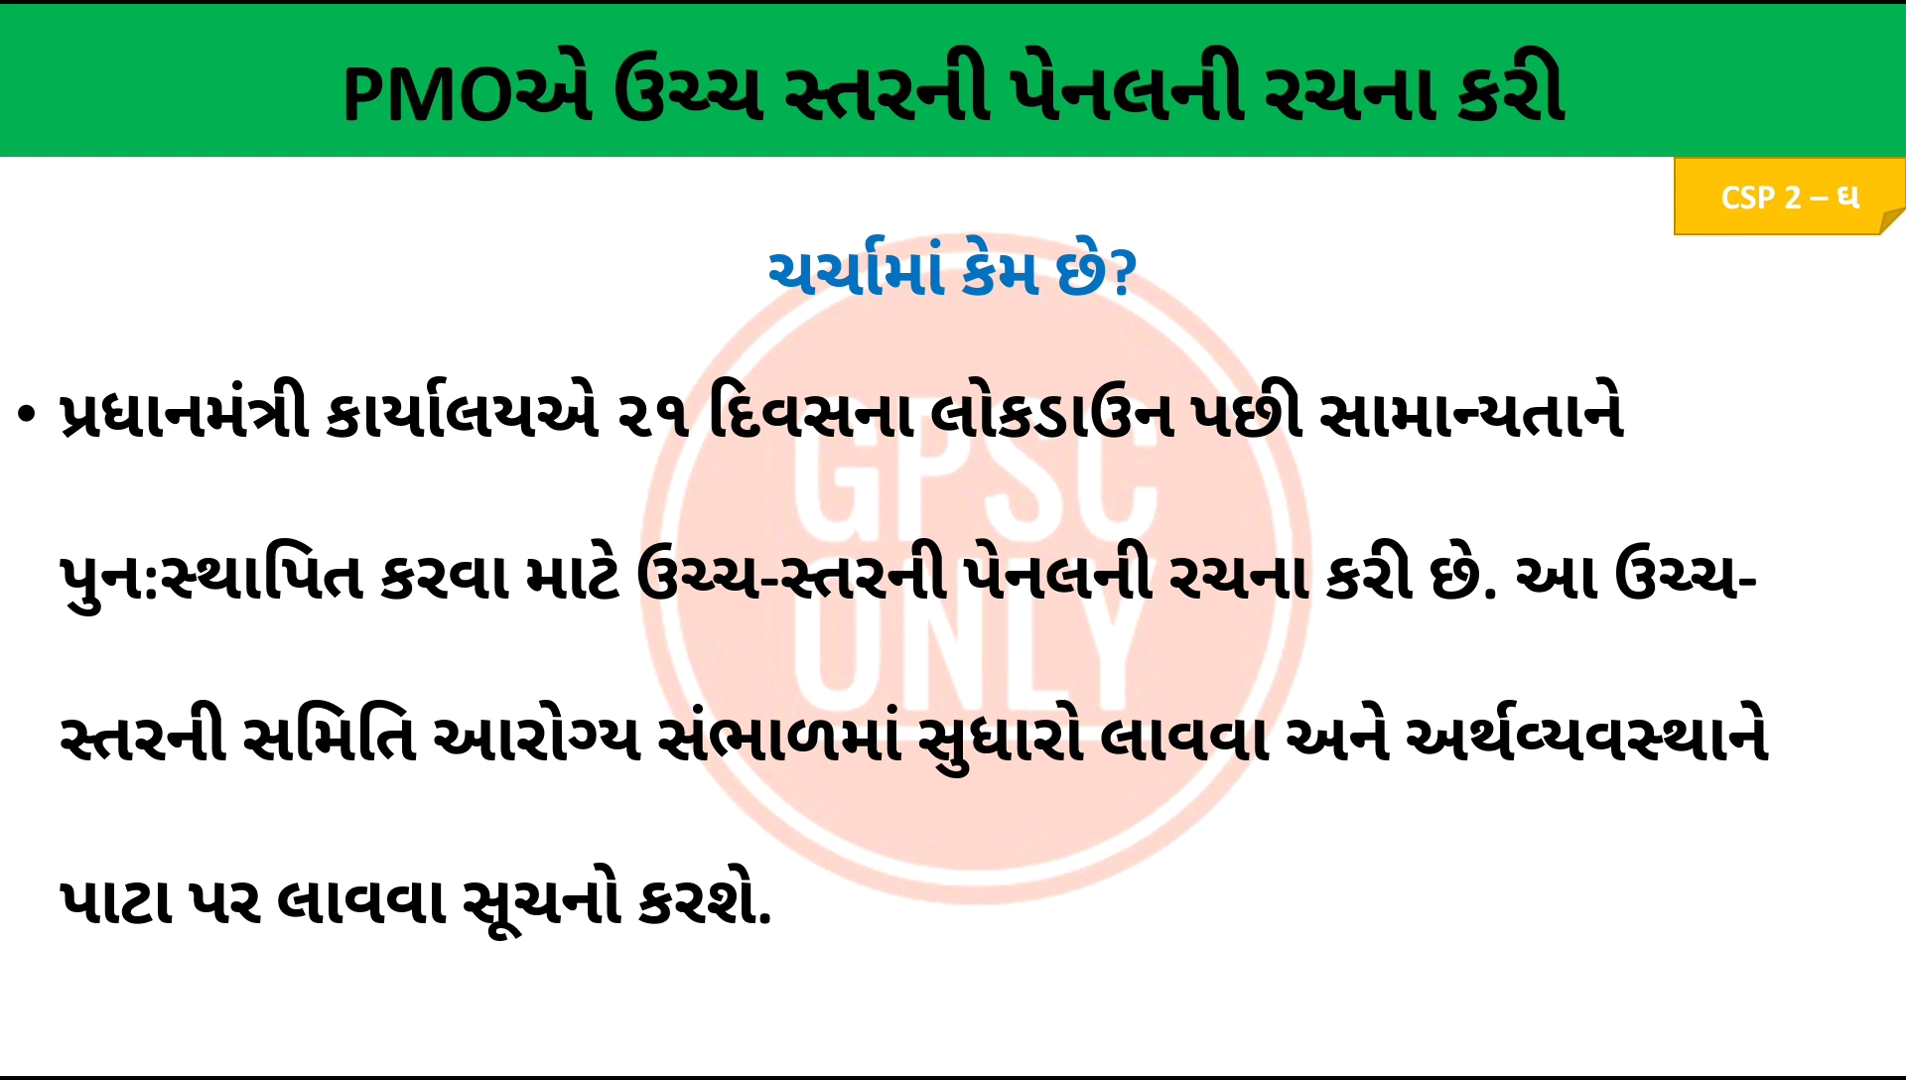 PMOએ ઉચ્ચ સ્તરની પેનલની રચના કરી
CSP 2 – ઘ
ચર્ચામાં કેમ છે?
• પ્રધાનમંત્રી કાર્યાલયએ ૨૧ દિવસના લોકડાઉન પછી સામાન્યતાને
પુન:સ્થાપિત કરવા માટે ઉચ્ચ-સ્તરની પેનલની રચના કરી છે. આ ઉચ્ચ-
સ્તરની સમિતિ આરોગ્ય સંભાળમાં સુધારો લાવવા અને અર્થવ્યવસ્થાને
પાટા પર લાવવા સૂચનો કરશે.
GPSC
ONLY